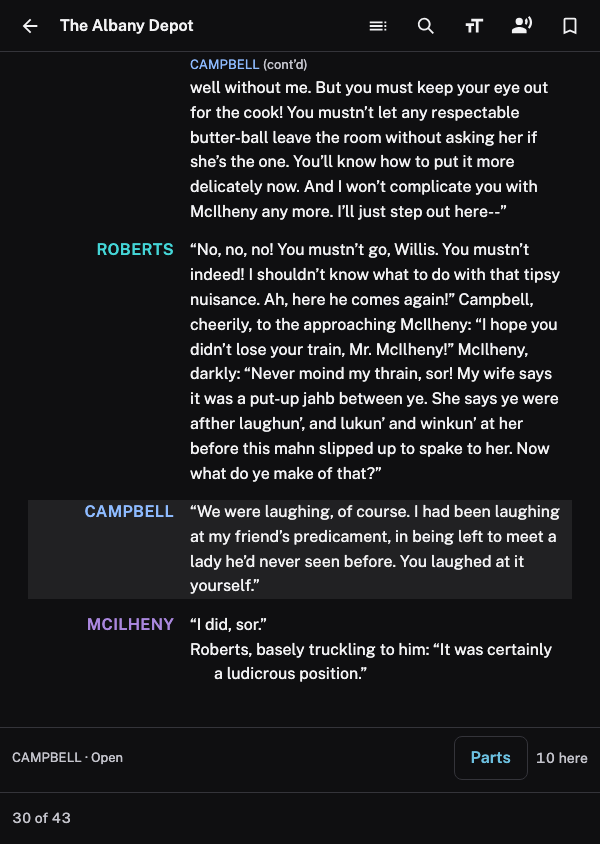 The Albany Depot
CAMPBELL (cont’d)
well without me. But you must keep your eye out
for the cook! You mustn’t let any respectable
butter-ball leave the room without asking her if
she’s the one. You’ll know how to put it more
delicately now. And I won’t complicate you with
McIlheny any more. I’ll just step out here--”
ROBERTS
“No, no, no! You mustn’t go, Willis. You mustn’t
indeed! I shouldn’t know what to do with that tipsy
nuisance. Ah, here he comes again!” Campbell,
cheerily, to the approaching McIlheny: “I hope you
didn’t lose your train, Mr. McIlheny!” McIlheny,
darkly: “Never moind my thrain, sor! My wife says
it was a put-up jahb between ye. She says ye were
afther laughun’, and lukun’ and winkun’ at her
before this mahn slipped up to spake to her. Now
what do ye make of that?”
CAMPBELL
“We were laughing, of course. I had been laughing
at my friend’s predicament, in being left to meet a
lady he’d never seen before. You laughed at it
yourself.”
MCILHENY
“I did, sor.”
Roberts, basely truckling to him: “It was certainly
a ludicrous position.”
CAMPBELL · Open
Parts
10 here
30 of 43